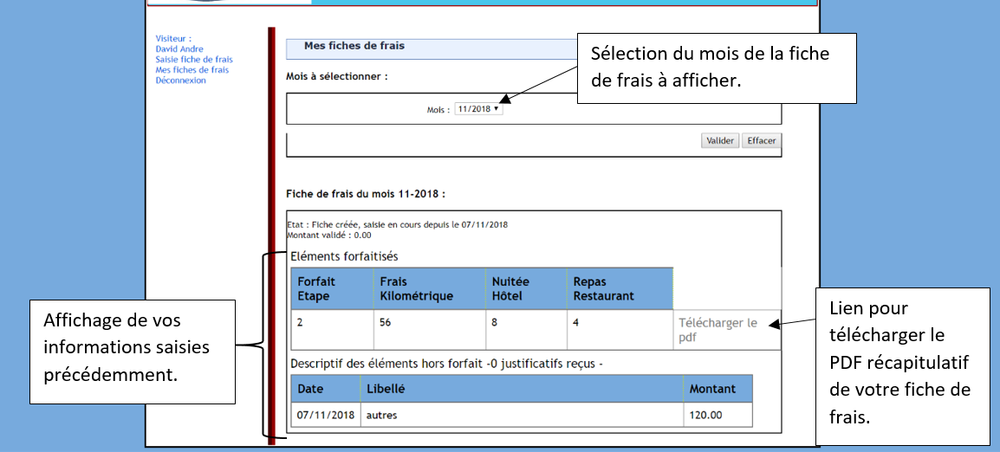 Visiteur :
David Andre
Saisie fiche de frais
Mes fiches de frais
Déconnexion
Mes fiches de frais
Sélection du mois de la fiche
de frais à afficher.
Mois à sélectionner :
Mois : 11/2018
Valider Effacer
Fiche de frais du mois 11-2018 :
Etat : Fiche créée, saisie en cours depuis le 07/11/2018
Montant validé : 0.00
Eléments forfaitisés
Forfait Frais Nuitée Repas
Etape Kilométrique Hôtel Restaurant
2 56 8 4 Télécharger le
pdf
Descriptif des éléments hors forfait -0 justificatifs reçus -
Date Libellé Montant
07/11/2018 autres 120.00
Affichage de vos
informations saisies
précédemment.
Lien pour
télécharger le
PDF récapitulatif
de votre fiche de
frais.